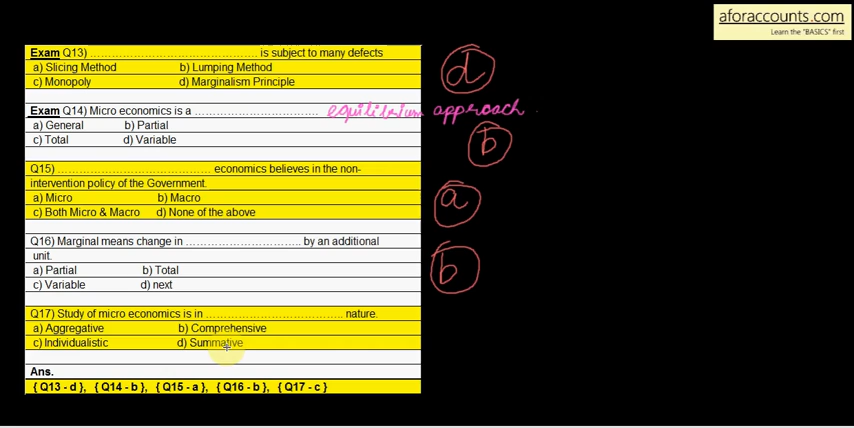 aforaccounts.com
Learn the "BASICS" first
Exam Q13) ………………………………………… is subject to many defects
a) Slicing Method b) Lumping Method
c) Monopoly d) Marginalism Principle
d
Exam Q14) Micro economics is a ……………………………… equilibrium approach
a) General b) Partial
c) Total d) Variable
b
Q15) ……………………………………… economics believes in the non-
intervention policy of the Government.
a) Micro b) Macro
c) Both Micro & Macro d) None of the above
a
Q16) Marginal means change in …………………………….. by an additional
unit.
a) Partial b) Total
c) Variable d) next
b
Q17) Study of micro economics is in …………………………………. nature.
a) Aggregative b) Comprehensive
c) Individualistic d) Summative
Ans.
{ Q13 - d }, { Q14 - b }, { Q15 - a }, { Q16 - b }, { Q17 - c }